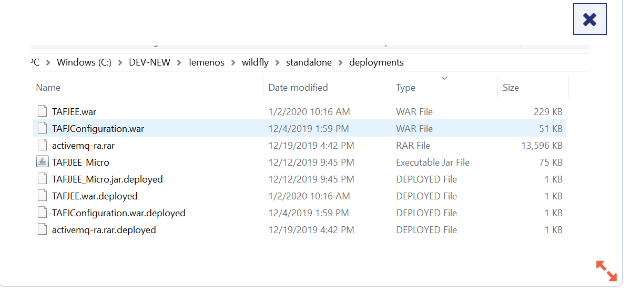 PC > Windows (C:) > DEV-NEW > lemenos > wildfly > standalone > deployments
Name Date modified Type Size
TAFJEE.war 1/2/2020 10:16 AM WAR File 229 KB
TAFJConfiguration.war 12/4/2019 1:59 PM WAR File 51 KB
activemq-ra.rar 12/19/2019 4:42 PM RAR File 13,596 KB
TAFJJEE_Micro 12/12/2019 9:45 PM Executable Jar File 75 KB
TAFJJEE_Micro.jar.deployed 12/12/2019 9:45 PM DEPLOYED File 1 KB
TAFJEE.war.deployed 1/2/2020 10:16 AM DEPLOYED File 1 KB
TAFJConfiguration.war.deployed 12/4/2019 1:59 PM DEPLOYED File 1 KB
activemq-ra.rar.deployed 12/19/2019 4:42 PM DEPLOYED File 1 KB